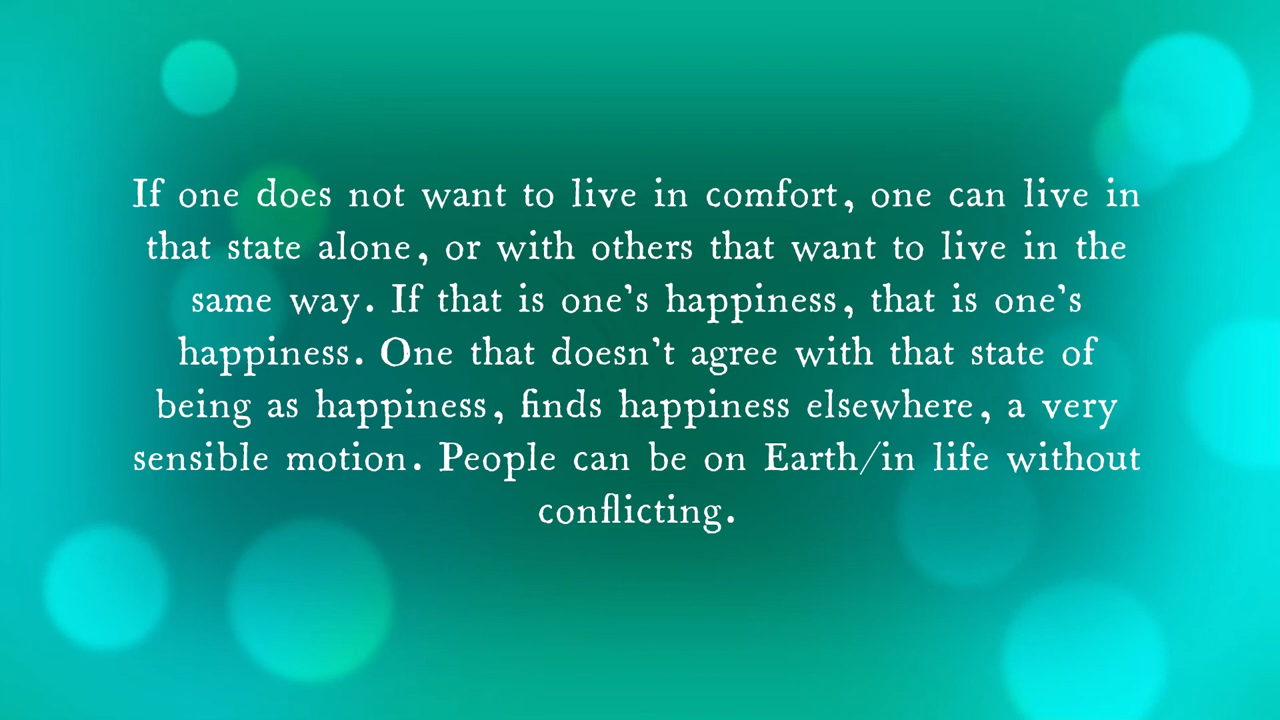 If one does not want to live in comfort, one can live in
that state alone, or with others that want to live in the
same way. If that is one's happiness, that is one's
happiness. One that doesn't agree with that state of
being as happiness, finds happiness elsewhere, a very
sensible motion. People can be on Earth/in life without
conflicting.